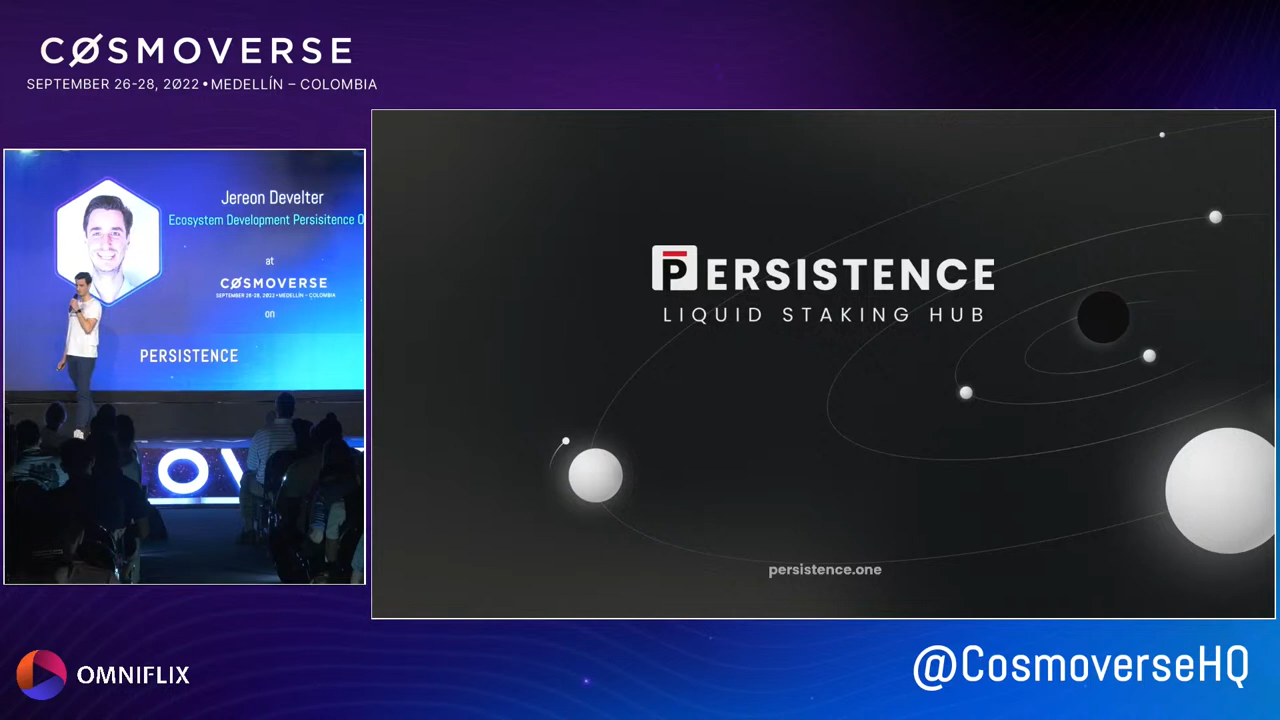 CØSMOVERSE
SEPTEMBER 26-28, 2022 • MEDELLÍN – COLOMBIA
Jereon Develter
Ecosystem Development Persisitence O
at
CØSMOVERSE
SEPTEMBER 26-28, 2022 • MEDELLÍN – COLOMBIA
on
PERSISTENCE
OV
PERSISTENCE
LIQUID STAKING HUB
persistence.one
OMNIFLIX
@CosmoverseHQ